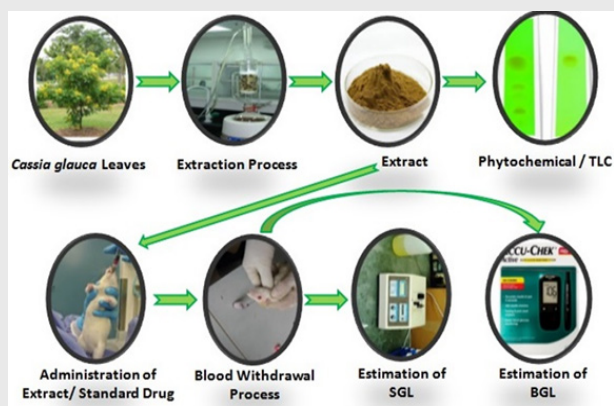 Cassia glauca Leaves
Extraction Process
Extract
Phytochemical / TLC
ACCU-CHEK
Active
Administration of
Extract/ Standard Drug
Blood Withdrawal
Process
Estimation of
SGL
Estimation of
BGL